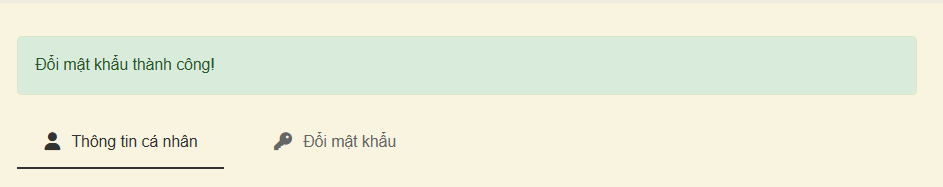 Đổi mật khẩu thành công!
Thông tin cá nhân Đổi mật khẩu